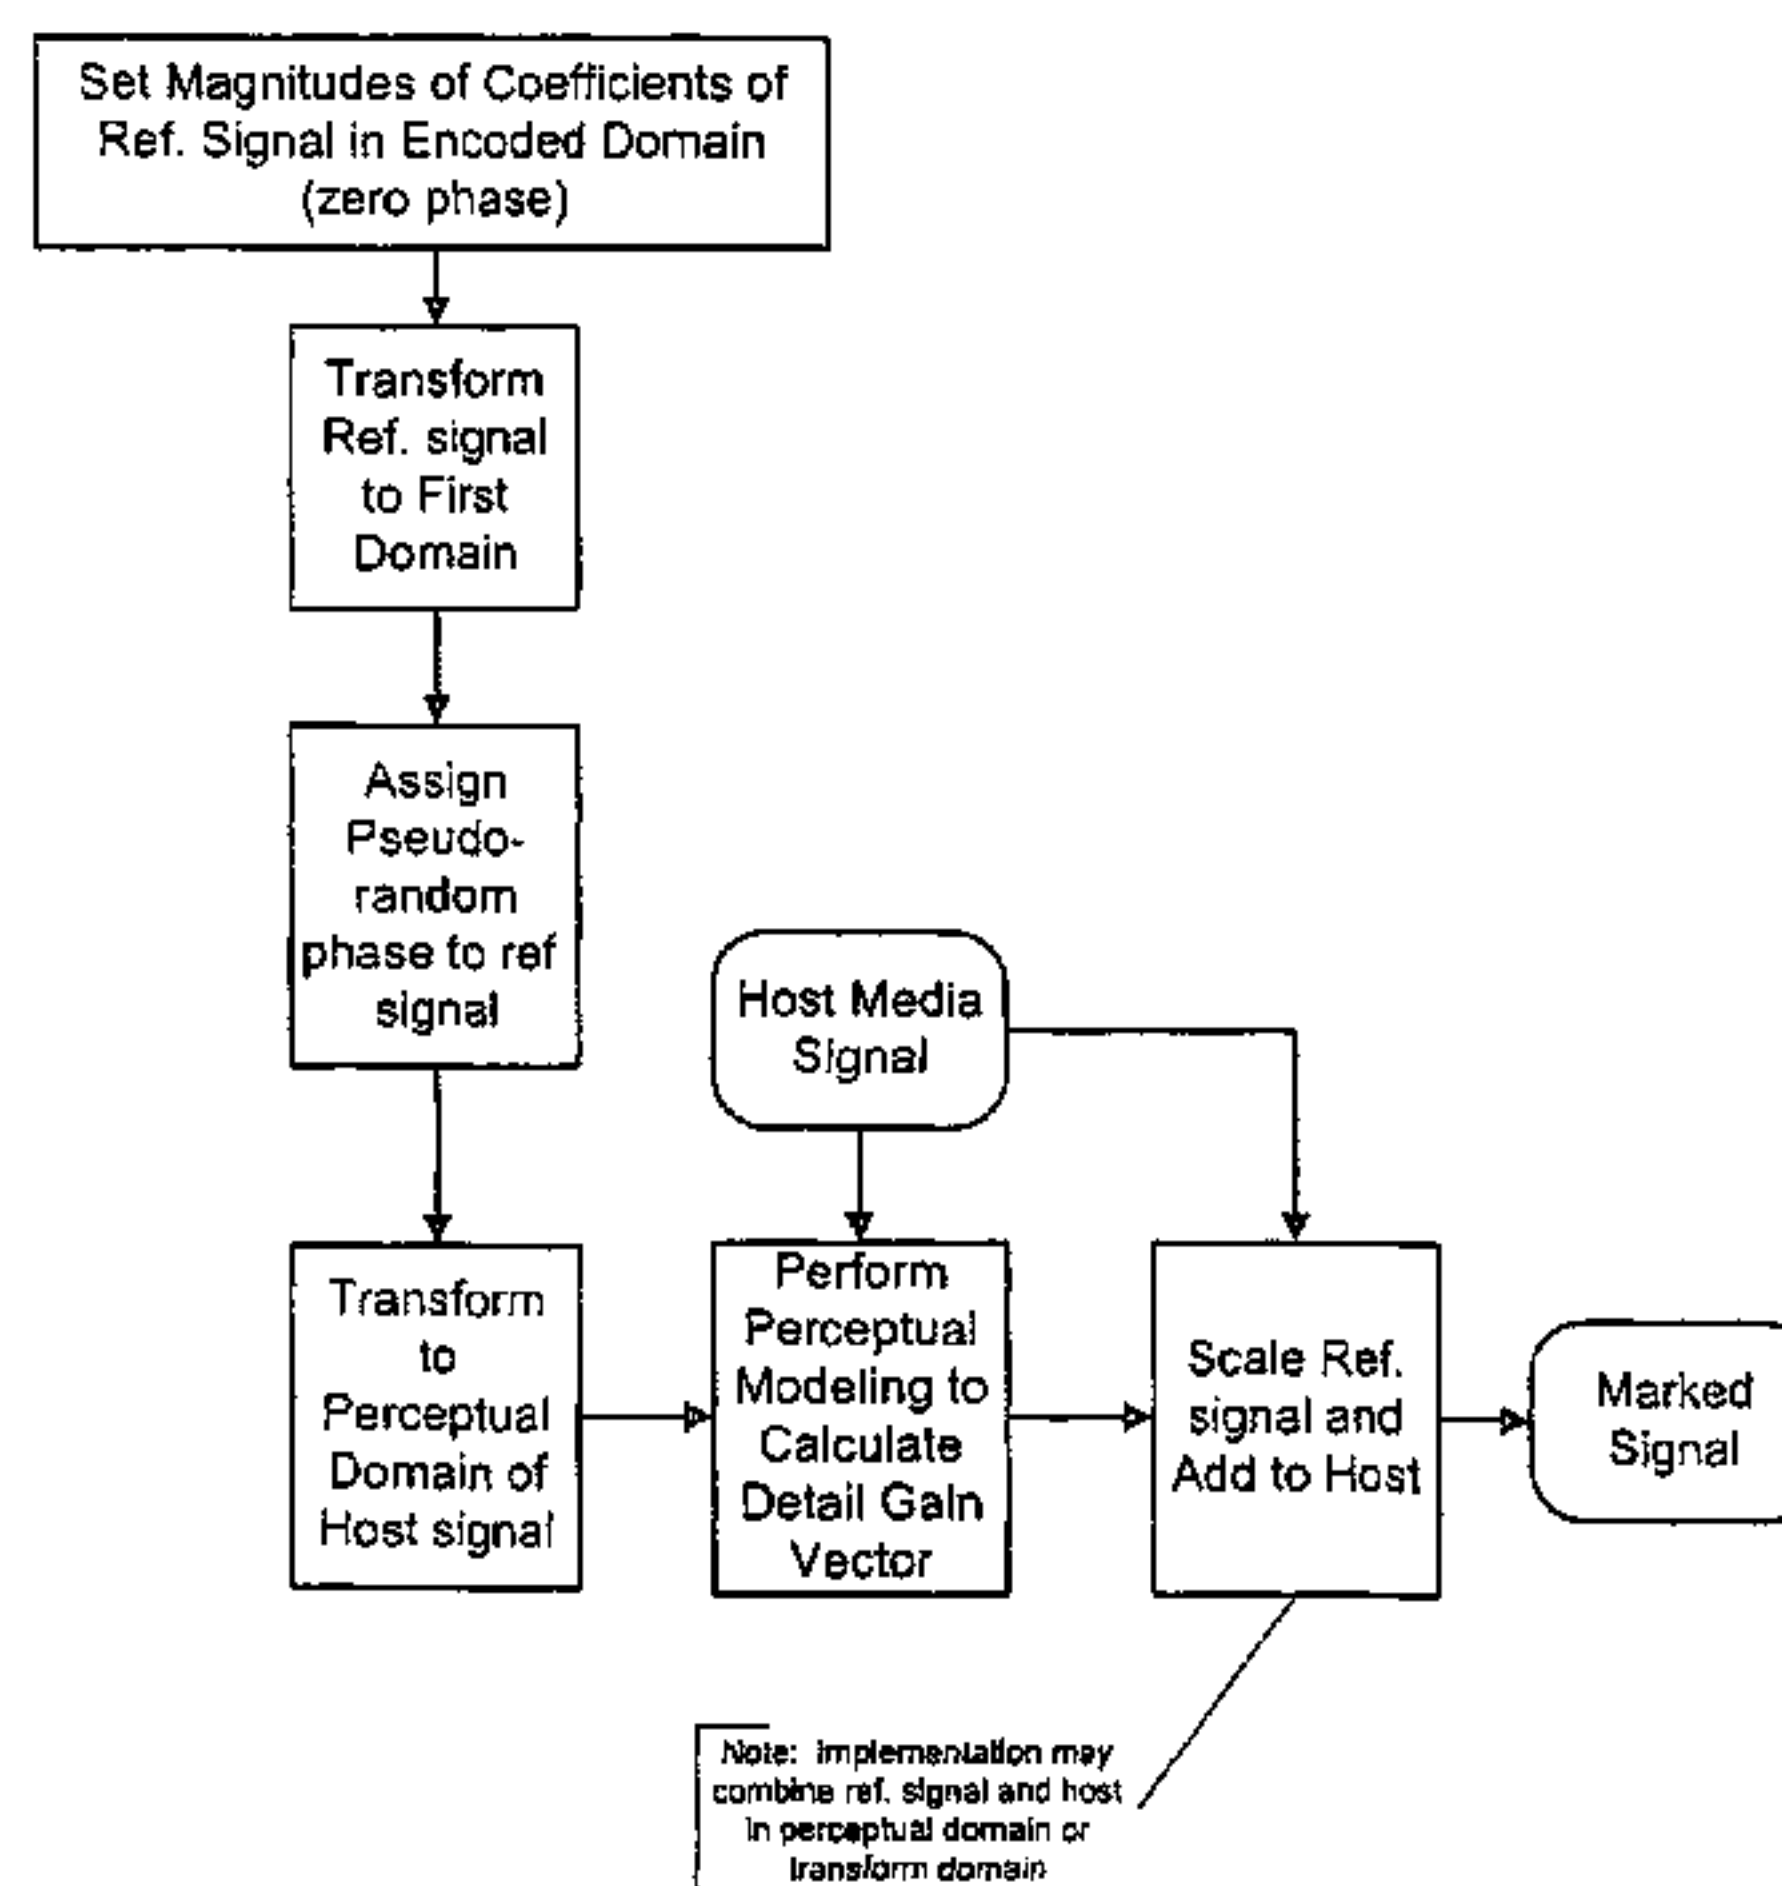 Set Magnitudes of Coefficients of
Ref. Signal in Encoded Domain
(zero phase)
Transform
Ref. signal
to First
Domain
Assign
Pseudo-
random
phase to ref
signal
Host Media
Signal
Transform
to
Perceptual
Domain of
Host signal
Perform
Perceptual
Modeling to
Calculate
Detail Gain
Vector
Scale Ref.
signal and
Add to Host
Marked
Signal
Note: Implementation may
combine ref. signal and host
in perceptual domain or
transform domain